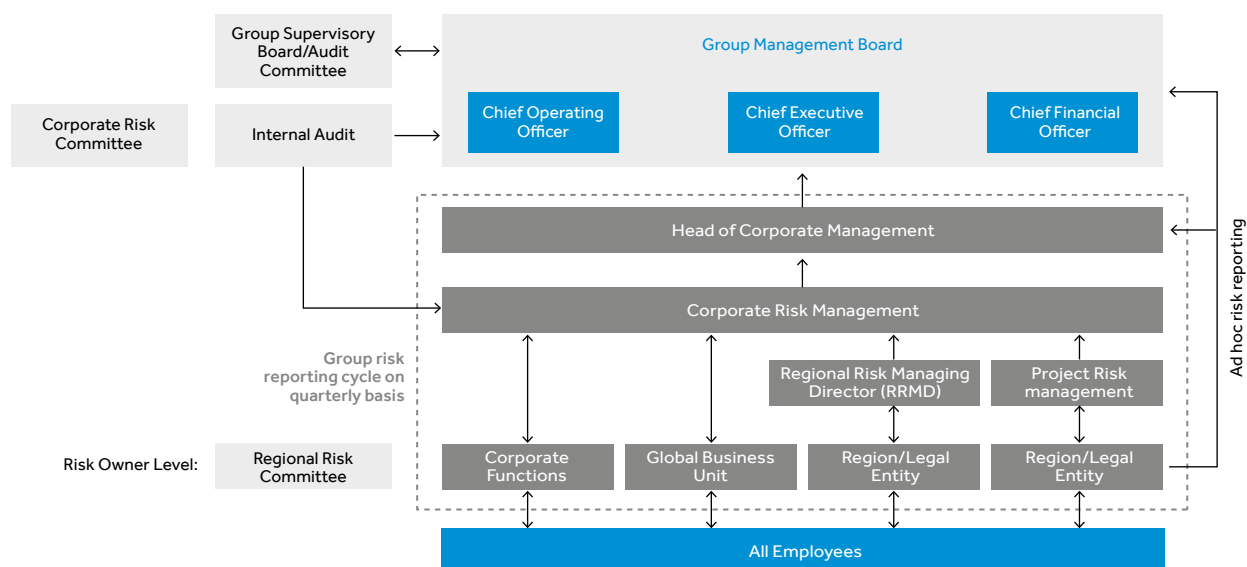 Group Supervisory
Board/Audit
Committee
Group Management Board
Corporate Risk
Committee
Internal Audit
Chief Operating
Officer
Chief Executive
Officer
Chief Financial
Officer
Head of Corporate Management
Corporate Risk Management
Group risk
reporting cycle on
quarterly basis
Regional Risk Managing
Director (RRMD)
Project Risk
management
Ad hoc risk reporting
Risk Owner Level:
Regional Risk
Committee
Corporate
Functions
Global Business
Unit
Region/Legal
Entity
Region/Legal
Entity
All Employees